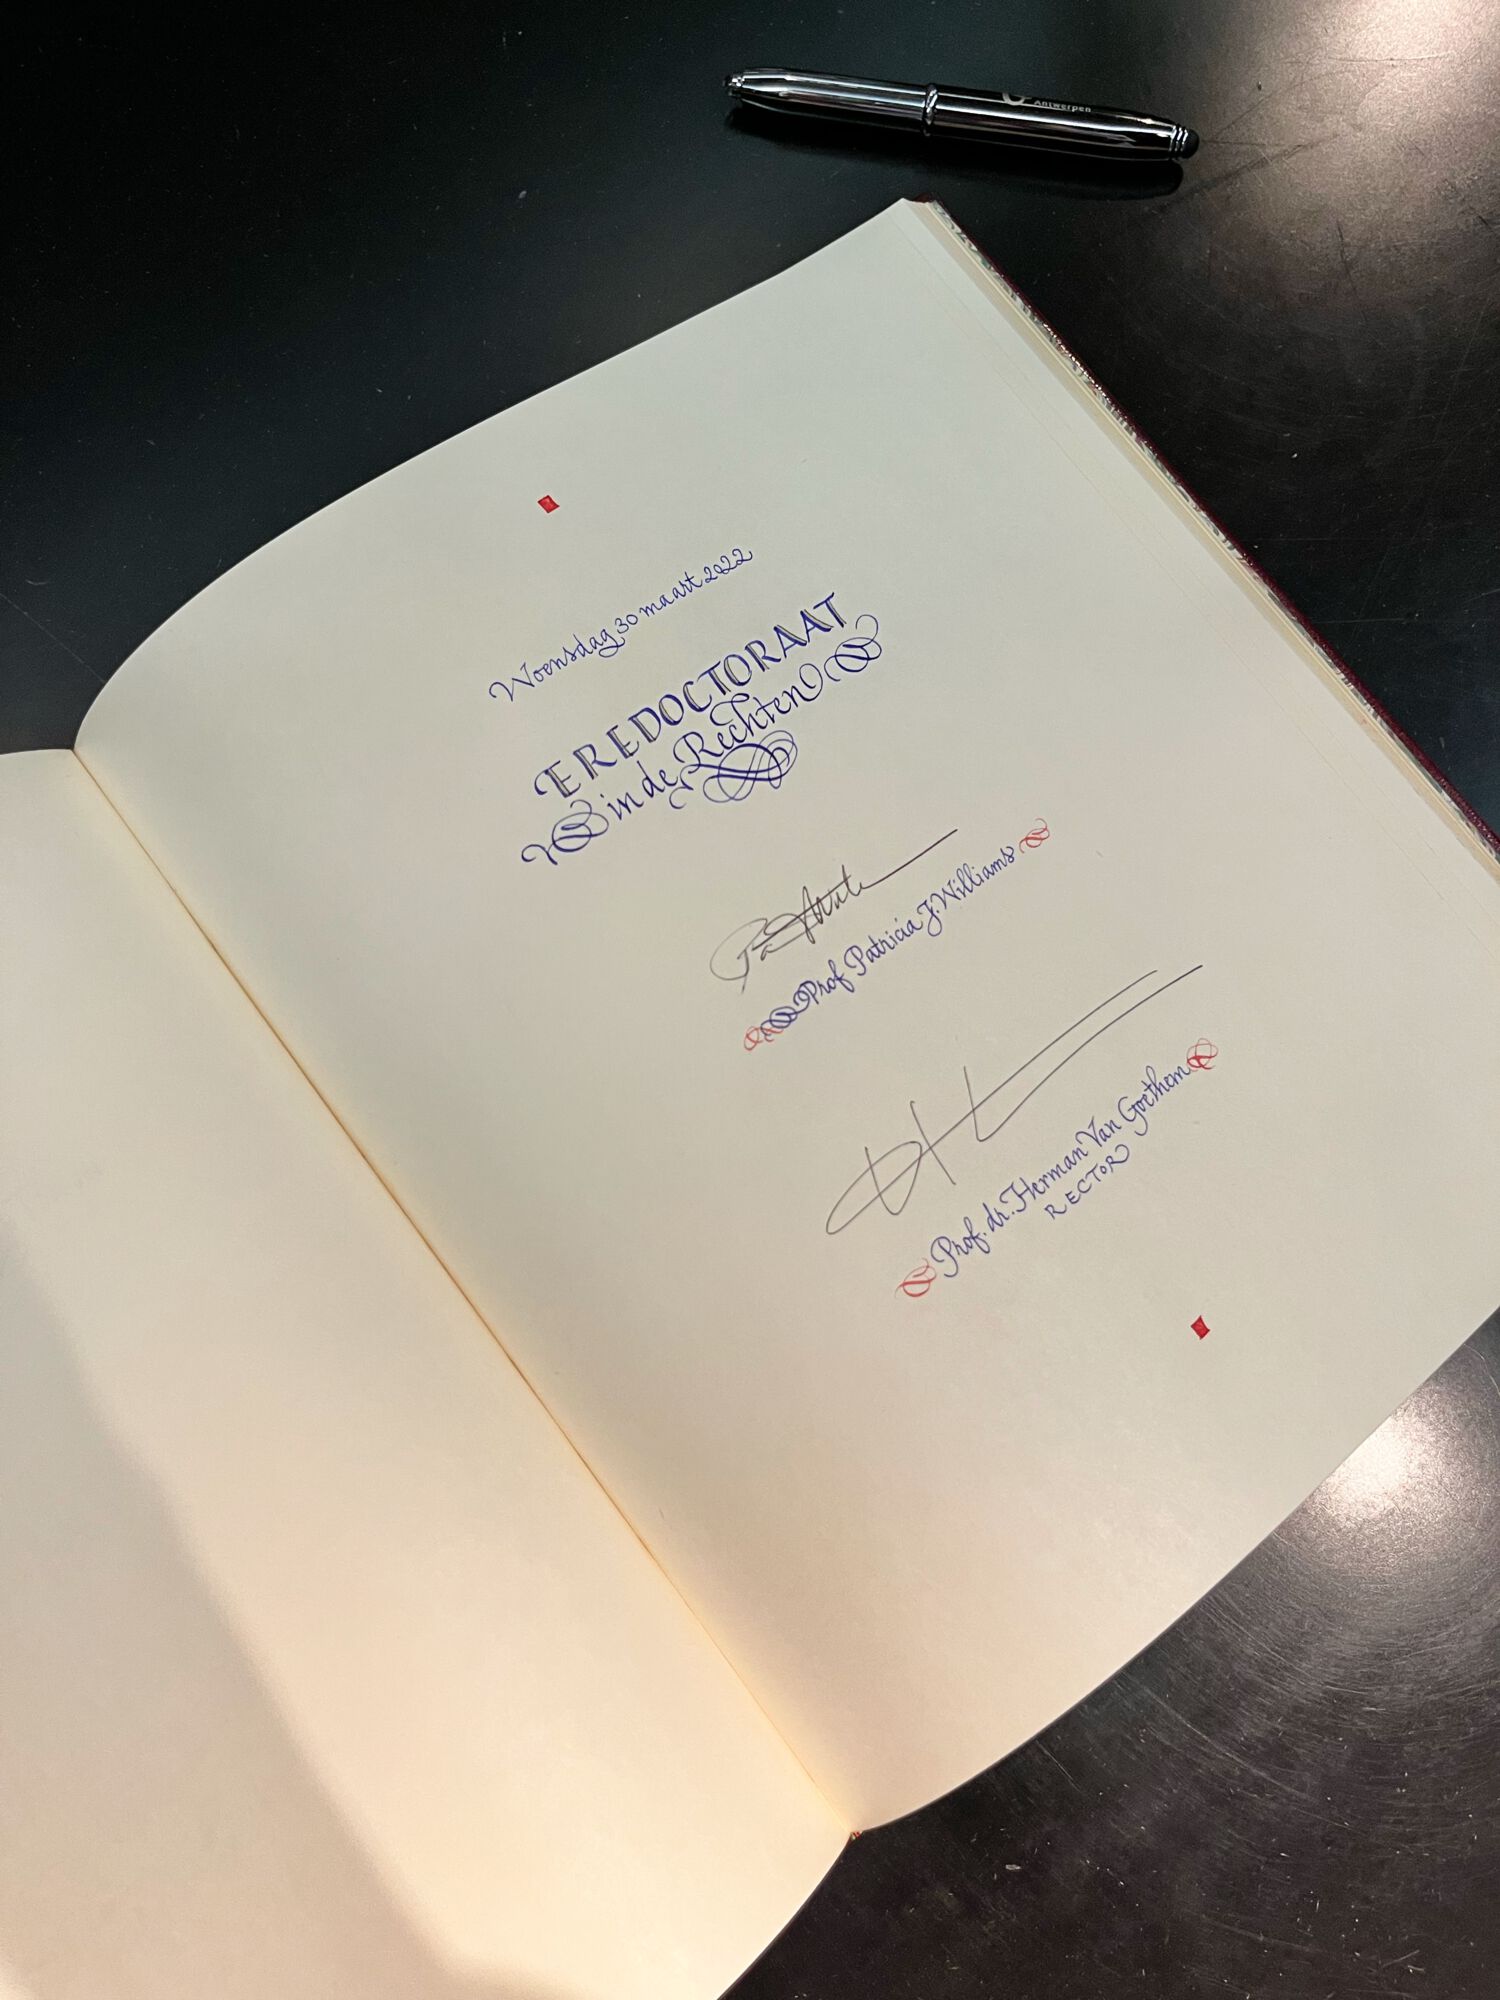 Antwerpen
Woensdag 30 maart 2022
EREDOCTORAAT
in de Rechten
Prof Patricia J. Williams
Prof. dr. Herman Van Goethem
RECTOR